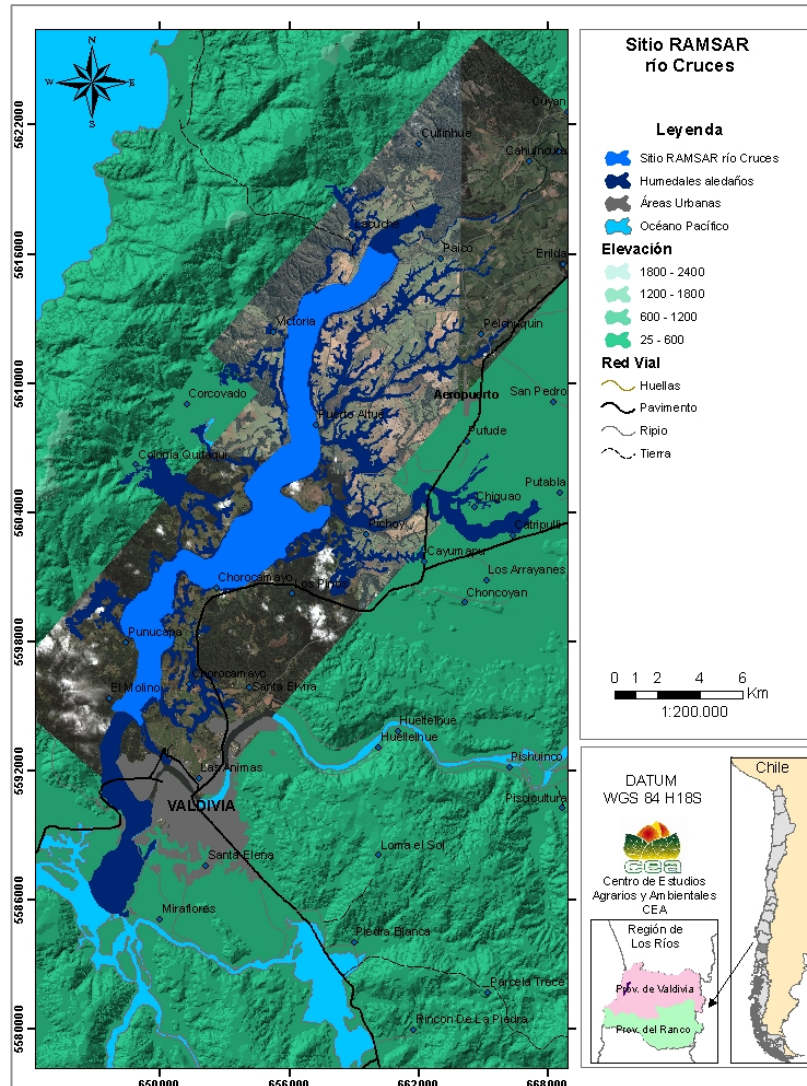 Sitio RAMSAR
río Cruces
Leyenda
Sitio RAMSAR río Cruces
Humedales aledaños
Áreas Urbanas
Océano Pacífico
Elevación
1800 - 2400
1200 - 1800
600 - 1200
25 - 600
Red Vial
Huellas
Pavimento
Ripio
Tierra
0 1 2 4 6
Km
1:200.000
DATUM
WGS 84 H18S
cea
Centro de Estudios
Agrarios y Ambientales
CEA
Región de
Los Ríos
Prov. de Valdivia
Prov. del Ranco
Chile
N
W E
S
5622000
5616000
5610000
5604000
5598000
5592000
5586000
5580000
650000
656000
662000
668000
Cuyan
Cullinhue
Cahuincura
Locuche
Paico
Erilda
Victoria
Pelchuquin
Corcovado
Aeropuerto
San Pedro
Puerto Altue
Pufude
Colonia Quitaqui
Putabla
Chiguao
Pichoy
Catripulli
Cayumapu
Chorocamayo
Los Pinos
Los Arrayanes
Choncoyan
Punucapa
Chorocamayo
Santa Elvira
El Molino
Huellelhue
Huellelhue
Pishuinco
Las Animas
VALDIVIA
Piscicultura
Santa Elena
Loma el Sol
Miraflores
Piedra Blanca
Parcela Trece
Rincon De La Piedra